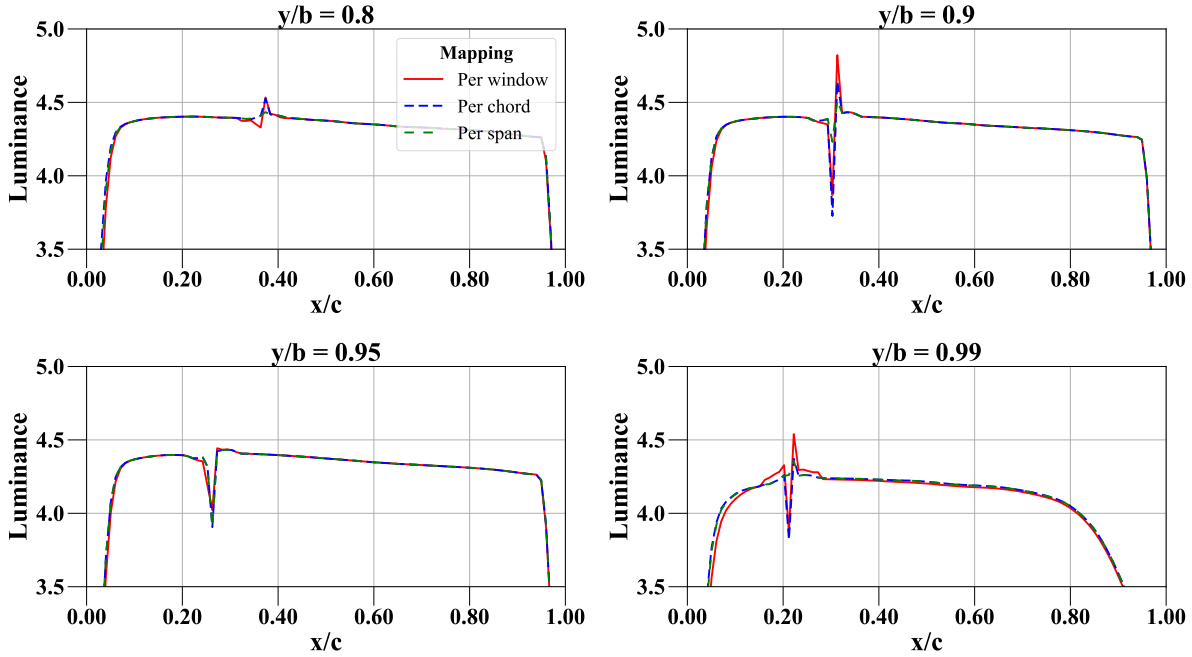 y/b = 0.8
y/b = 0.9
5.0
4.5
4.0
3.5
Luminance
Mapping
Per window
Per chord
Per span
0.00 0.20 0.40 0.60 0.80 1.00
x/c
5.0
4.5
4.0
3.5
Luminance
0.00 0.20 0.40 0.60 0.80 1.00
x/c
y/b = 0.95
y/b = 0.99
5.0
4.5
4.0
3.5
Luminance
0.00 0.20 0.40 0.60 0.80 1.00
x/c
5.0
4.5
4.0
3.5
Luminance
0.00 0.20 0.40 0.60 0.80 1.00
x/c